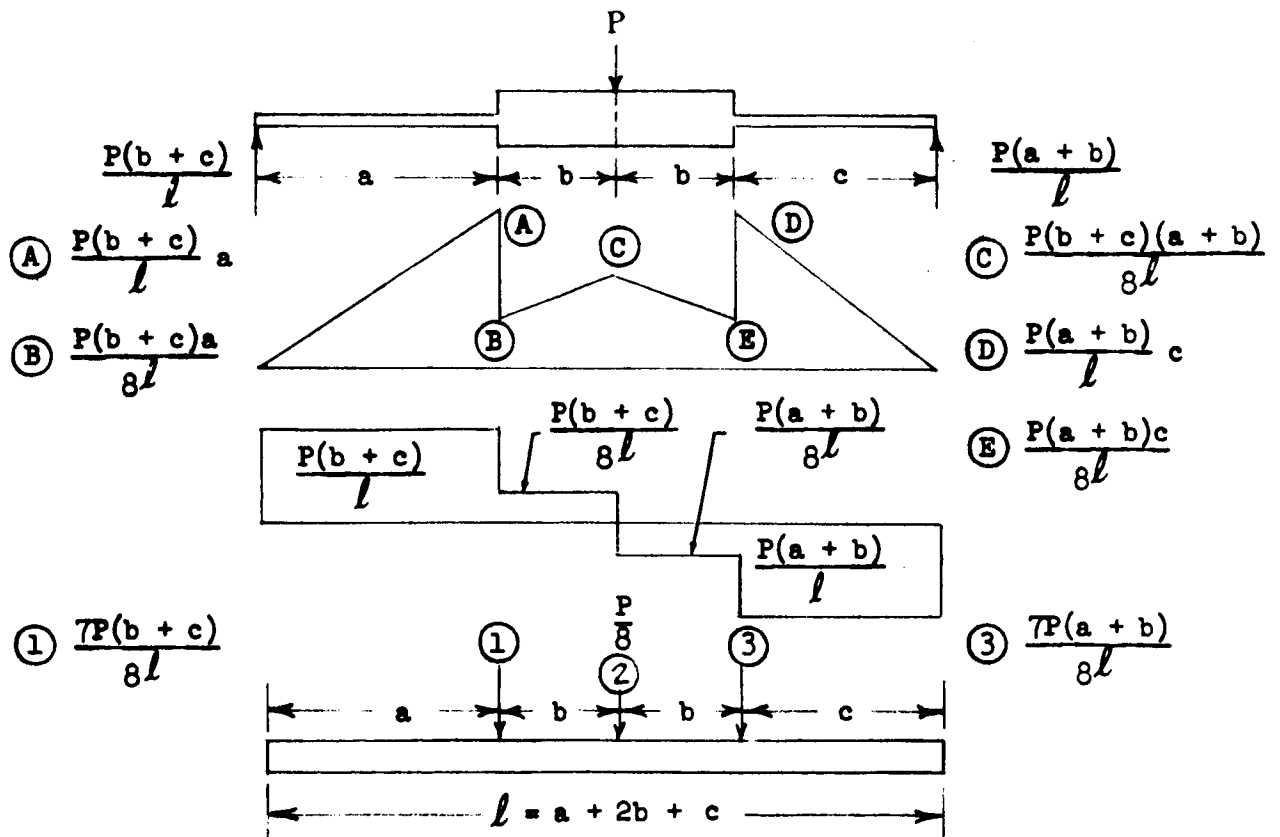 P
P(b + c)/ℓ
a
b
b
c
P(a + b)/ℓ
A
D
C
Ⓐ P(b + c)/ℓ a
Ⓒ P(b + c)(a + b)/8ℓ
B
E
Ⓑ P(b + c)a/8ℓ
Ⓓ P(a + b)/ℓ c
P(b + c)/8ℓ
P(a + b)/8ℓ
Ⓔ P(a + b)c/8ℓ
P(b + c)/ℓ
P(a + b)/ℓ
① 7P(b + c)/8ℓ
①
P/8
②
③
③ 7P(a + b)/8ℓ
a
b
b
c
ℓ = a + 2b + c